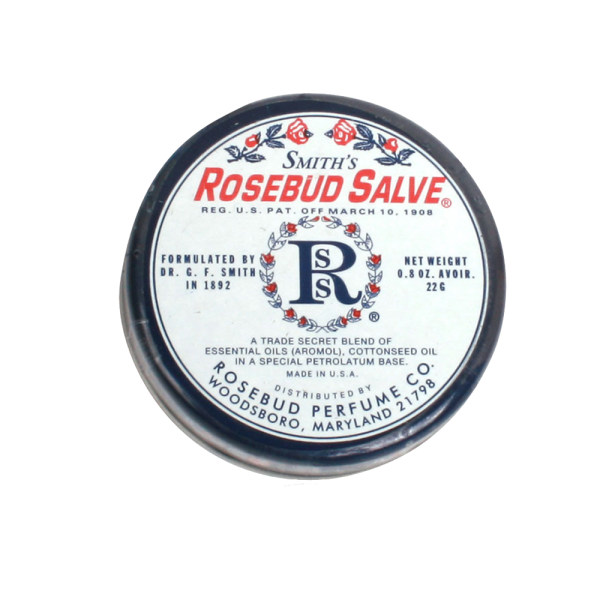 SMITH'S
ROSEBUD SALVE®
REG. U.S. PAT. OFF MARCH 10, 1908
FORMULATED BY
DR. G. F. SMITH
IN 1892
RSS
®
NET WEIGHT
0.8 OZ. AVOIR.
22G
A TRADE SECRET BLEND OF
ESSENTIAL OILS (AROMOL), COTTONSEED OIL
IN A SPECIAL PETROLATUM BASE.
MADE IN U.S.A.
DISTRIBUTED BY
ROSEBUD PERFUME CO.
WOODSBORO, MARYLAND 21798